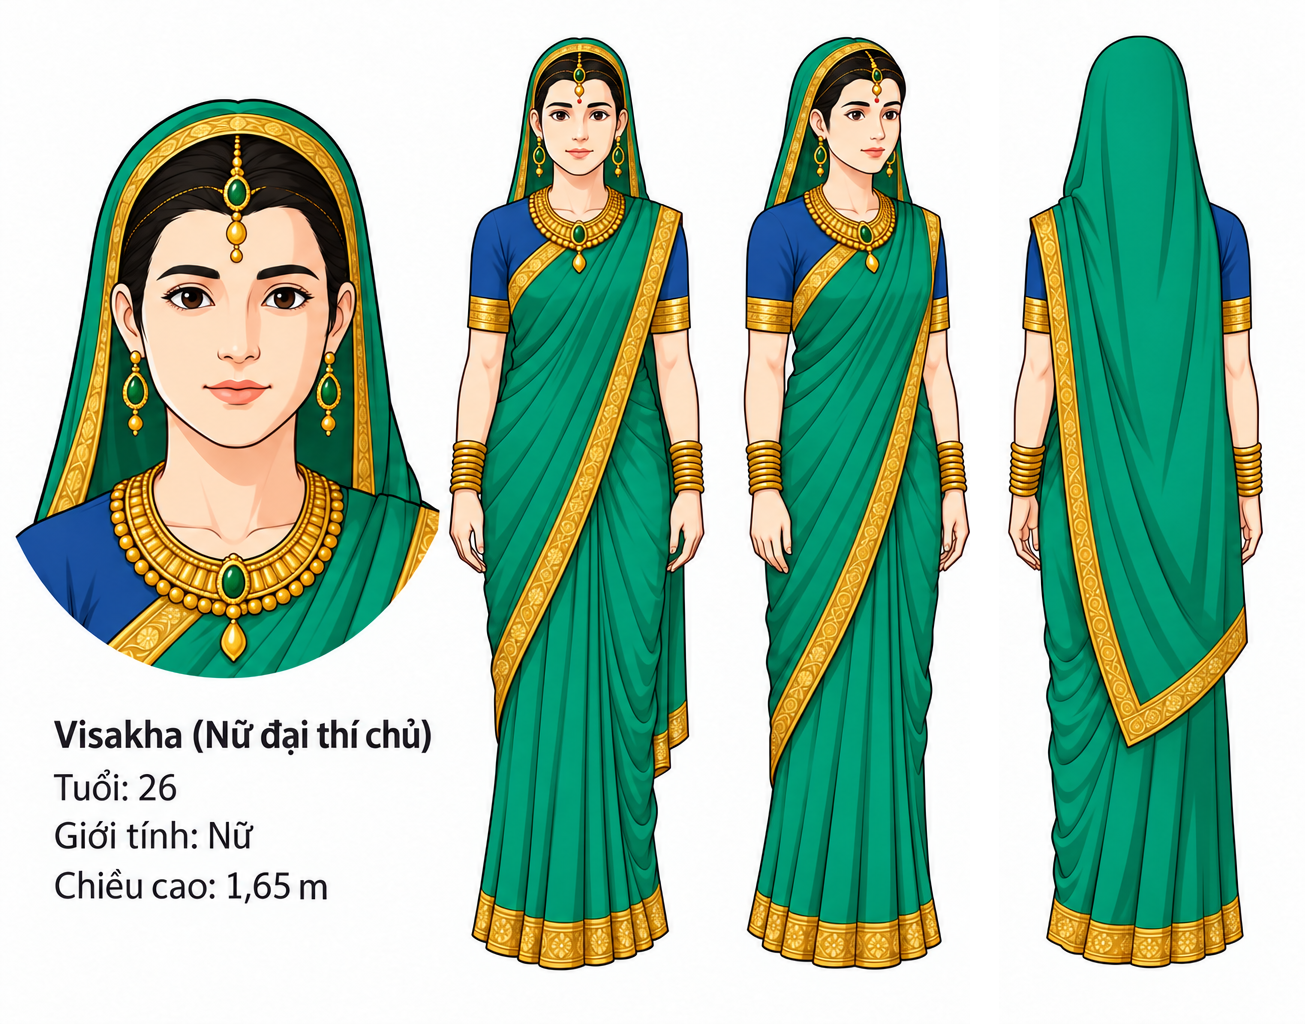 Visakha (Nữ đại thí chủ)
Tuổi: 26
Giới tính: Nữ
Chiều cao: 1,65 m